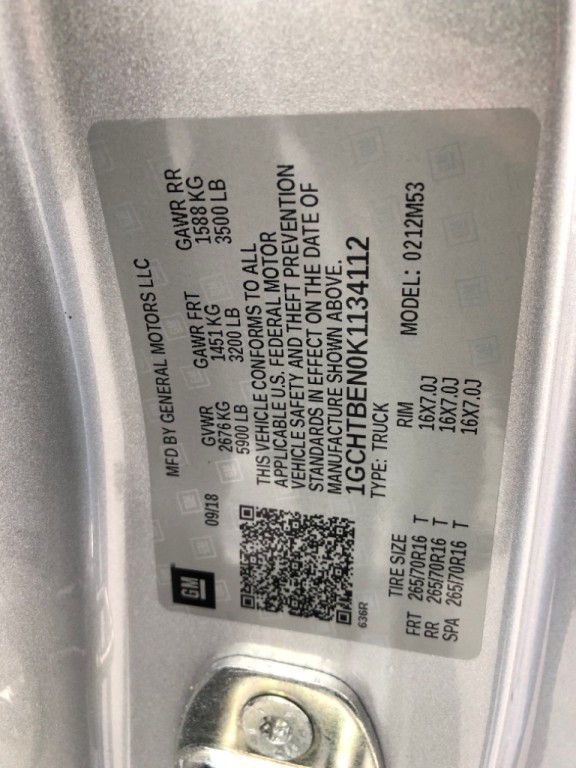 GM
09/18
MFD BY GENERAL MOTORS LLC
GVWR GAWR FRT GAWR RR
2676 KG 1451 KG 1588 KG
5900 LB 3200 LB 3500 LB
THIS VEHICLE CONFORMS TO ALL
APPLICABLE U.S. FEDERAL MOTOR
VEHICLE SAFETY AND THEFT PREVENTION
STANDARDS IN EFFECT ON THE DATE OF
MANUFACTURE SHOWN ABOVE.
1GCHTBEN0K1134112
636R
TYPE: TRUCK MODEL: 0212M53
TIRE SIZE RIM
FRT 265/70R16 T 16X7.0J
RR 265/70R16 T 16X7.0J
SPA 265/70R16 T 16X7.0J